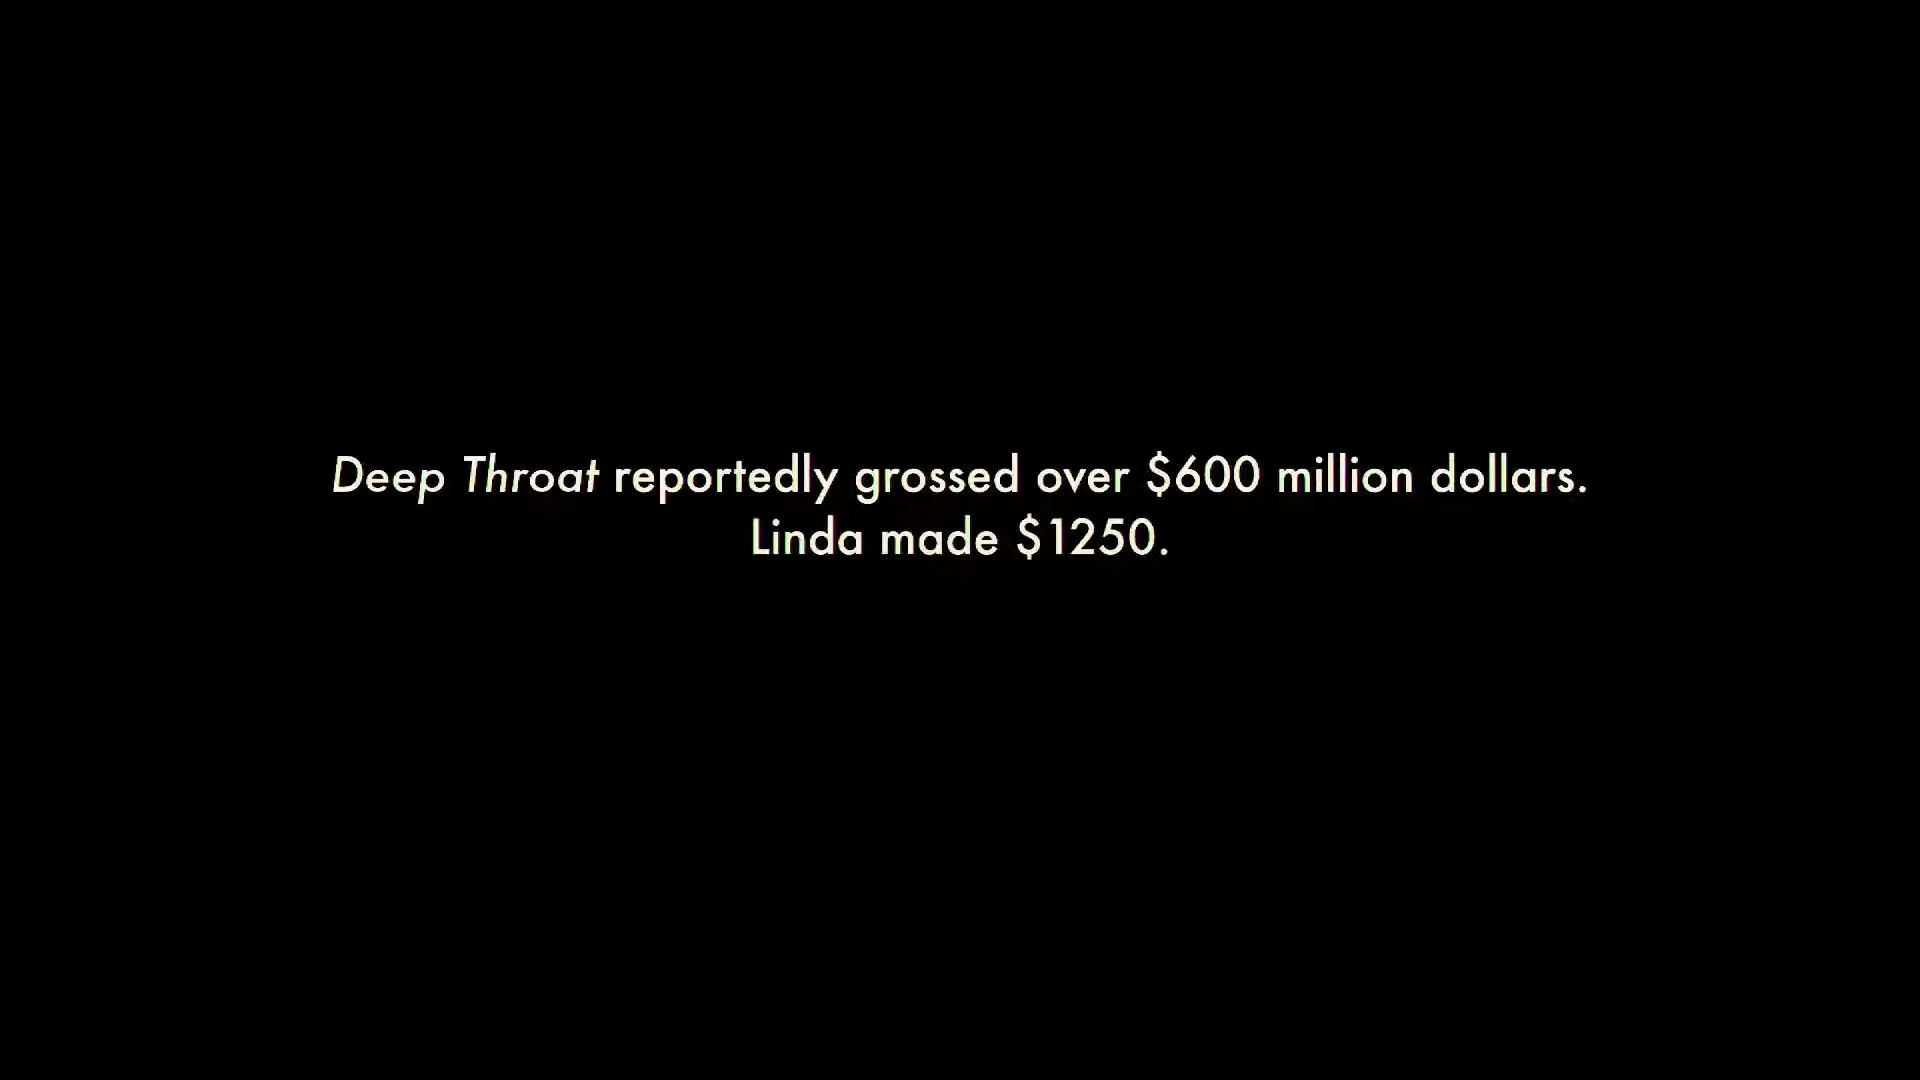 Deep Throat reportedly grossed over $600 million dollars.
Linda made $1250.